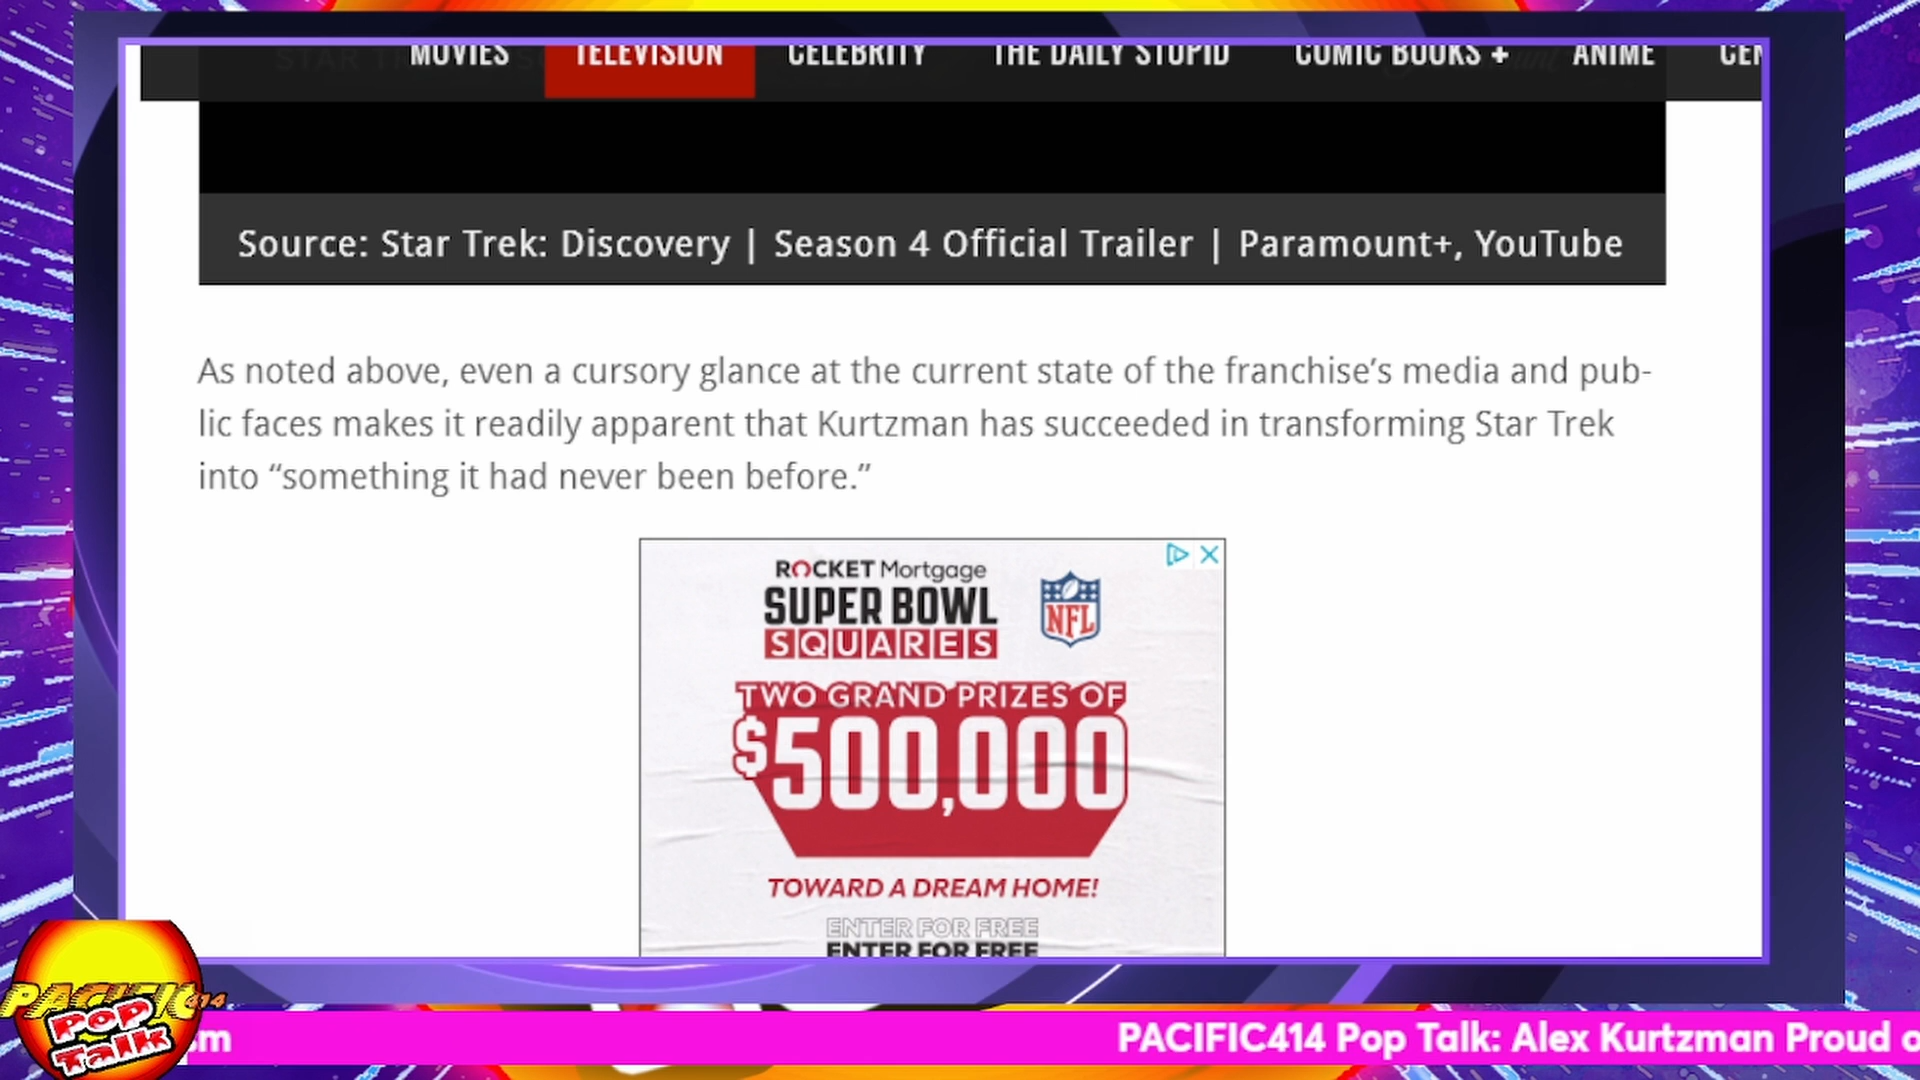 MOVIES TELEVISION CELEBRITY THE DAILY STUPID COMIC BOOKS + ANIME
Source: Star Trek: Discovery | Season 4 Official Trailer | Paramount+, YouTube
As noted above, even a cursory glance at the current state of the franchise’s media and pub-
lic faces makes it readily apparent that Kurtzman has succeeded in transforming Star Trek
into “something it had never been before.”
ROCKET Mortgage
SUPER BOWL
SQUARES
NFL
TWO GRAND PRIZES OF
$500,000
TOWARD A DREAM HOME!
ENTER FOR FREE
ENTER FOR FREE
PACIFIC414
Pop
Talk
sm PACIFIC414 Pop Talk: Alex Kurtzman Proud o